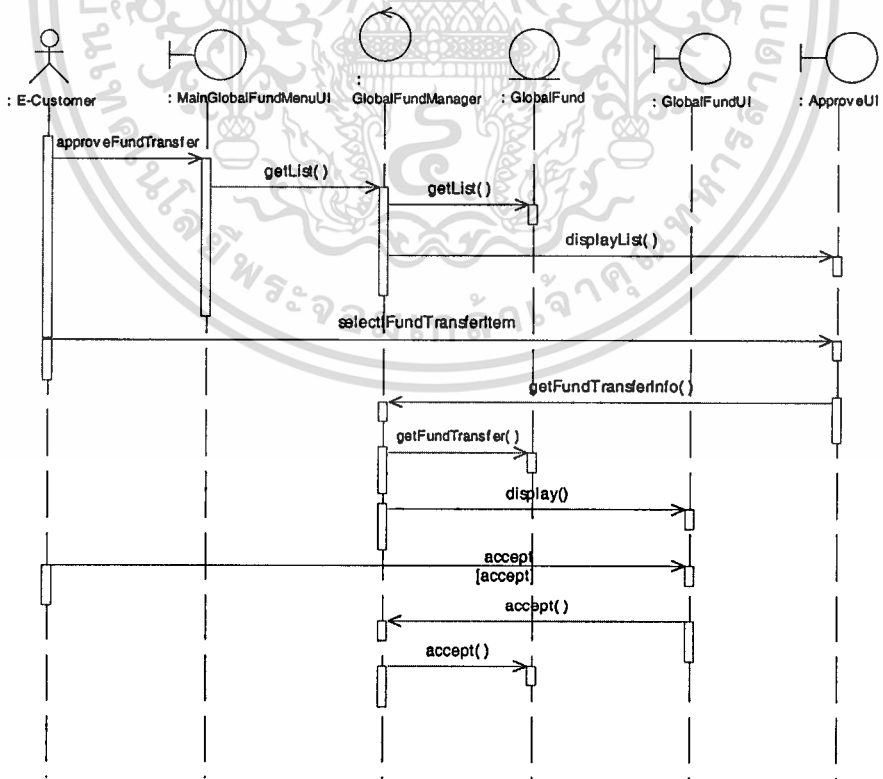 : E-Customer
: MainGlobalFundMenuUI
:
GlobalFundManager
: GlobalFund
: GlobalFundUI
: ApproveUI
approveFundTransfer
getList( )
getList( )
displayList( )
selectFundTransferItem
getFundTransferInfo( )
getFundTransfer( )
display()
accept
[accept]
accept( )
accept( )